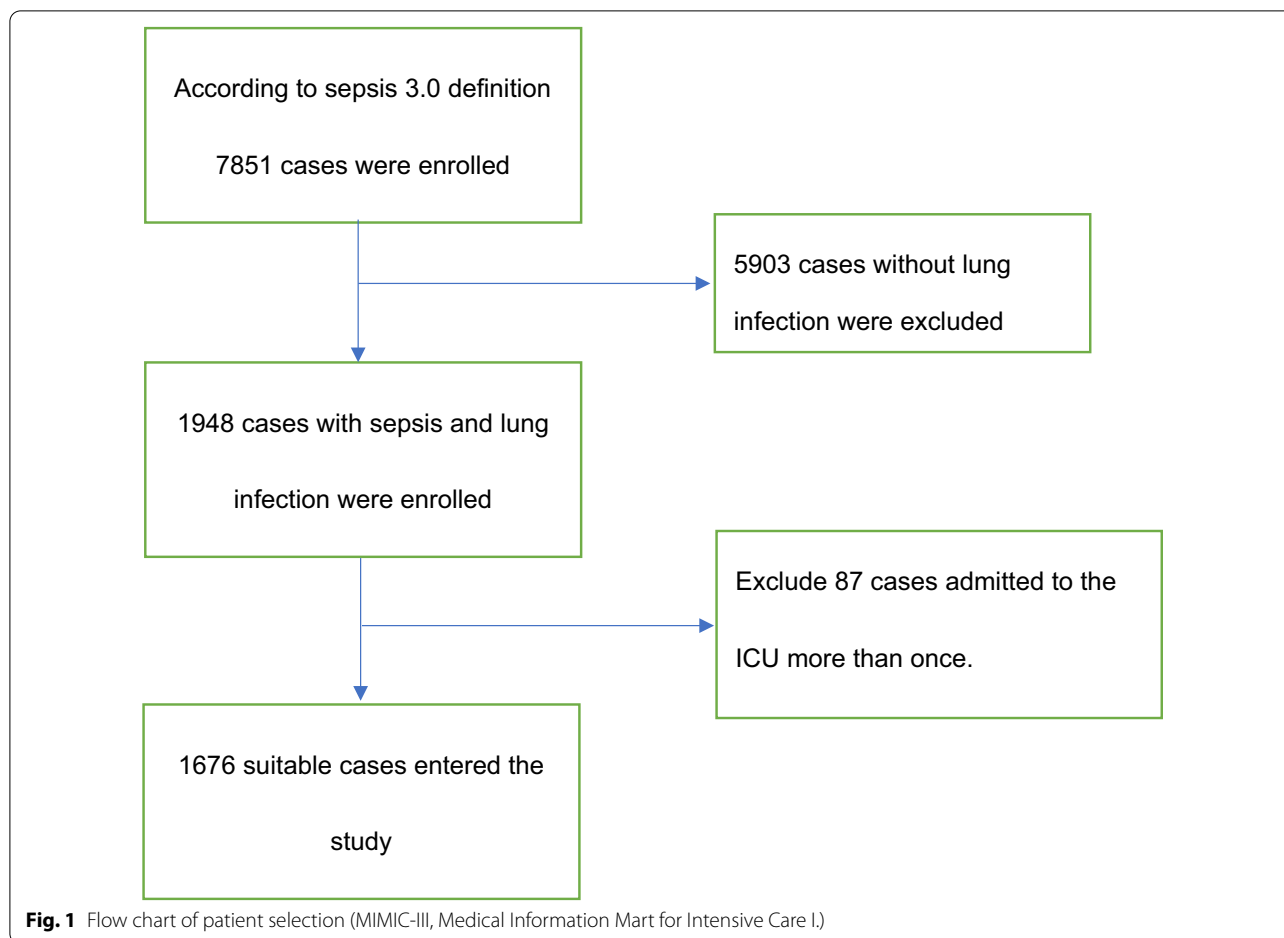 According to sepsis 3.0 definition
7851 cases were enrolled
5903 cases without lung
infection were excluded
1948 cases with sepsis and lung
infection were enrolled
Exclude 87 cases admitted to the
ICU more than once.
1676 suitable cases entered the
study
Fig. 1 Flow chart of patient selection (MIMIC-III, Medical Information Mart for Intensive Care I.)